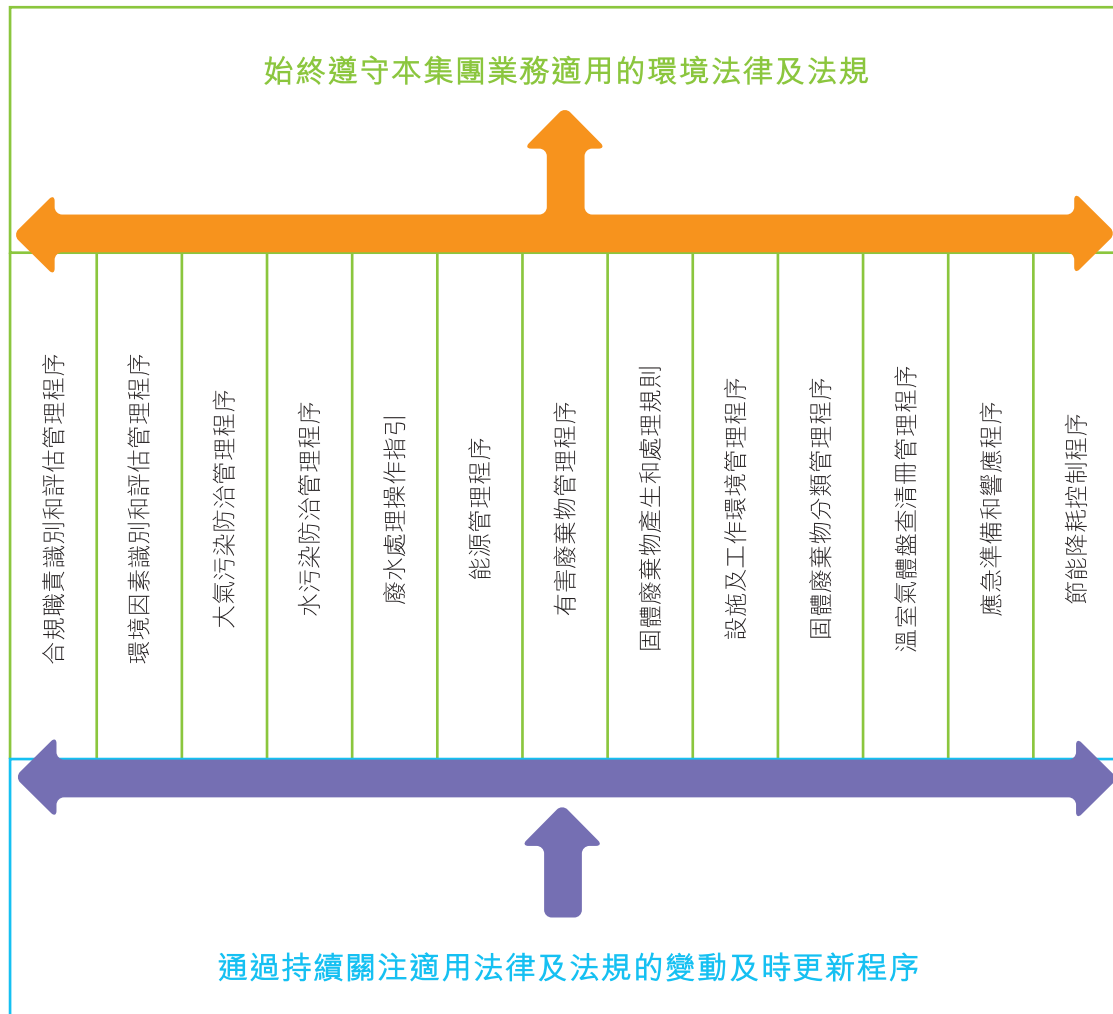 始終遵守本集團業務適用的環境法律及法規
合規職責識別和評估管理程序
環境因素識別和評估管理程序
大氣污染防治管理程序
水污染防治管理程序
廢水處理操作指引
能源管理程序
有害廢棄物管理程序
固體廢棄物產生和處理規則
設施及工作環境管理程序
固體廢棄物分類管理程序
溫室氣體盤查清冊管理程序
應急準備和響應程序
節能降耗控制程序
通過持續關注適用法律及法規的變動及時更新程序